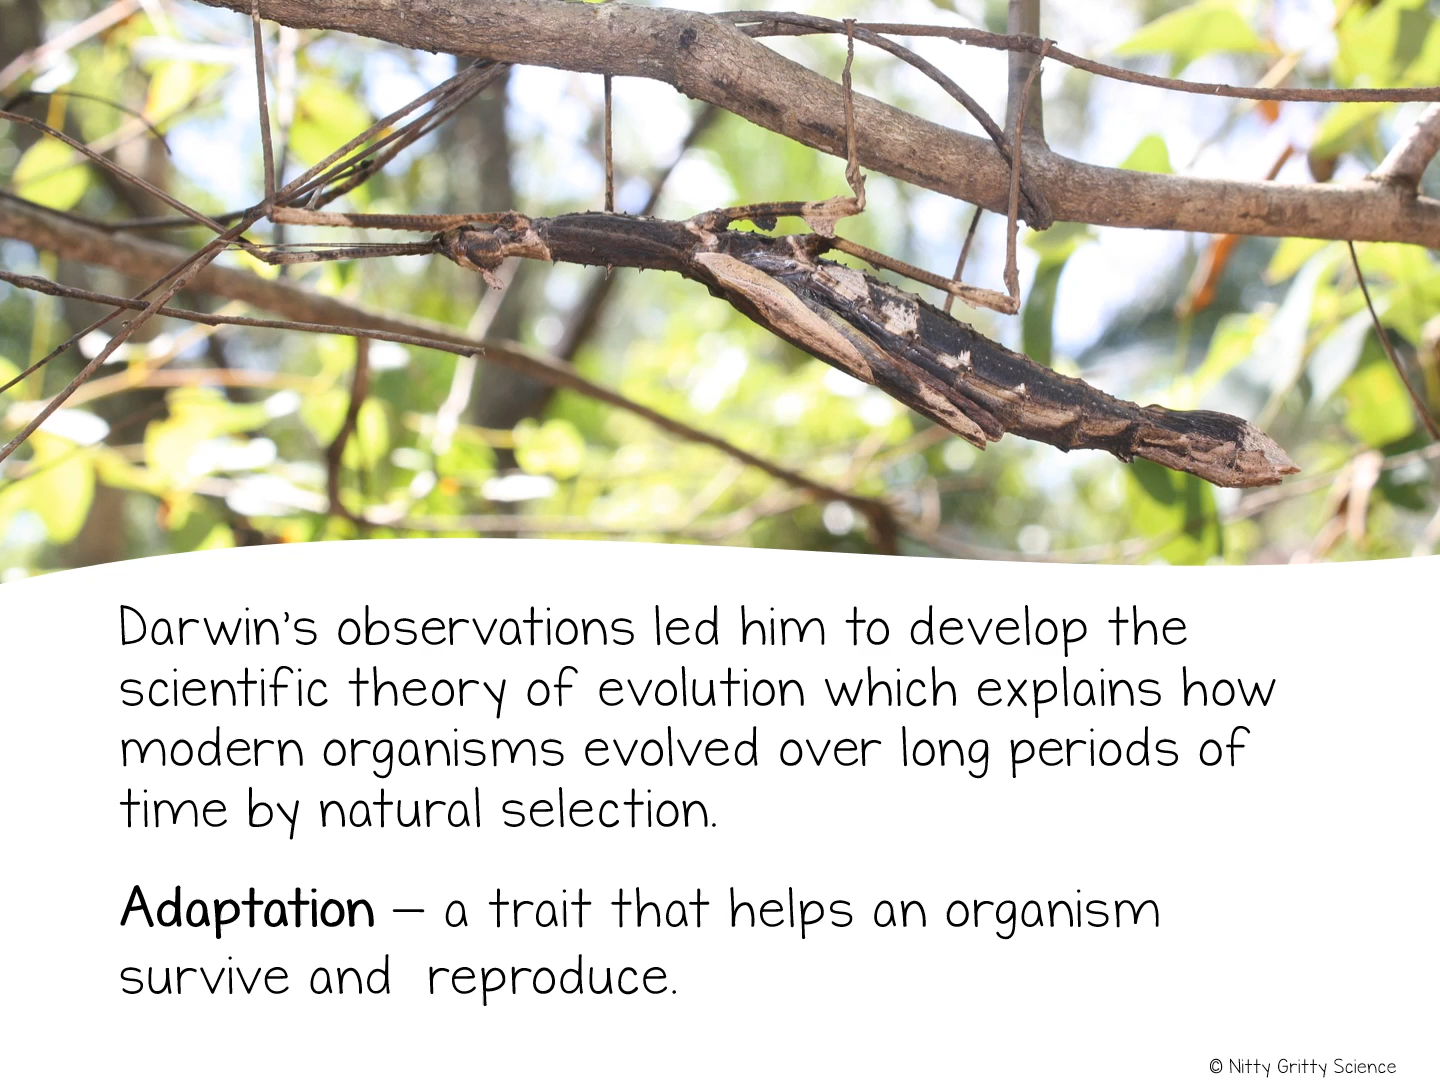 Darwin's observations led him to develop the
scientific theory of evolution which explains how
modern organisms evolved over long periods of
time by natural selection.
Adaptation – a trait that helps an organism
survive and  reproduce.
© Nitty Gritty Science